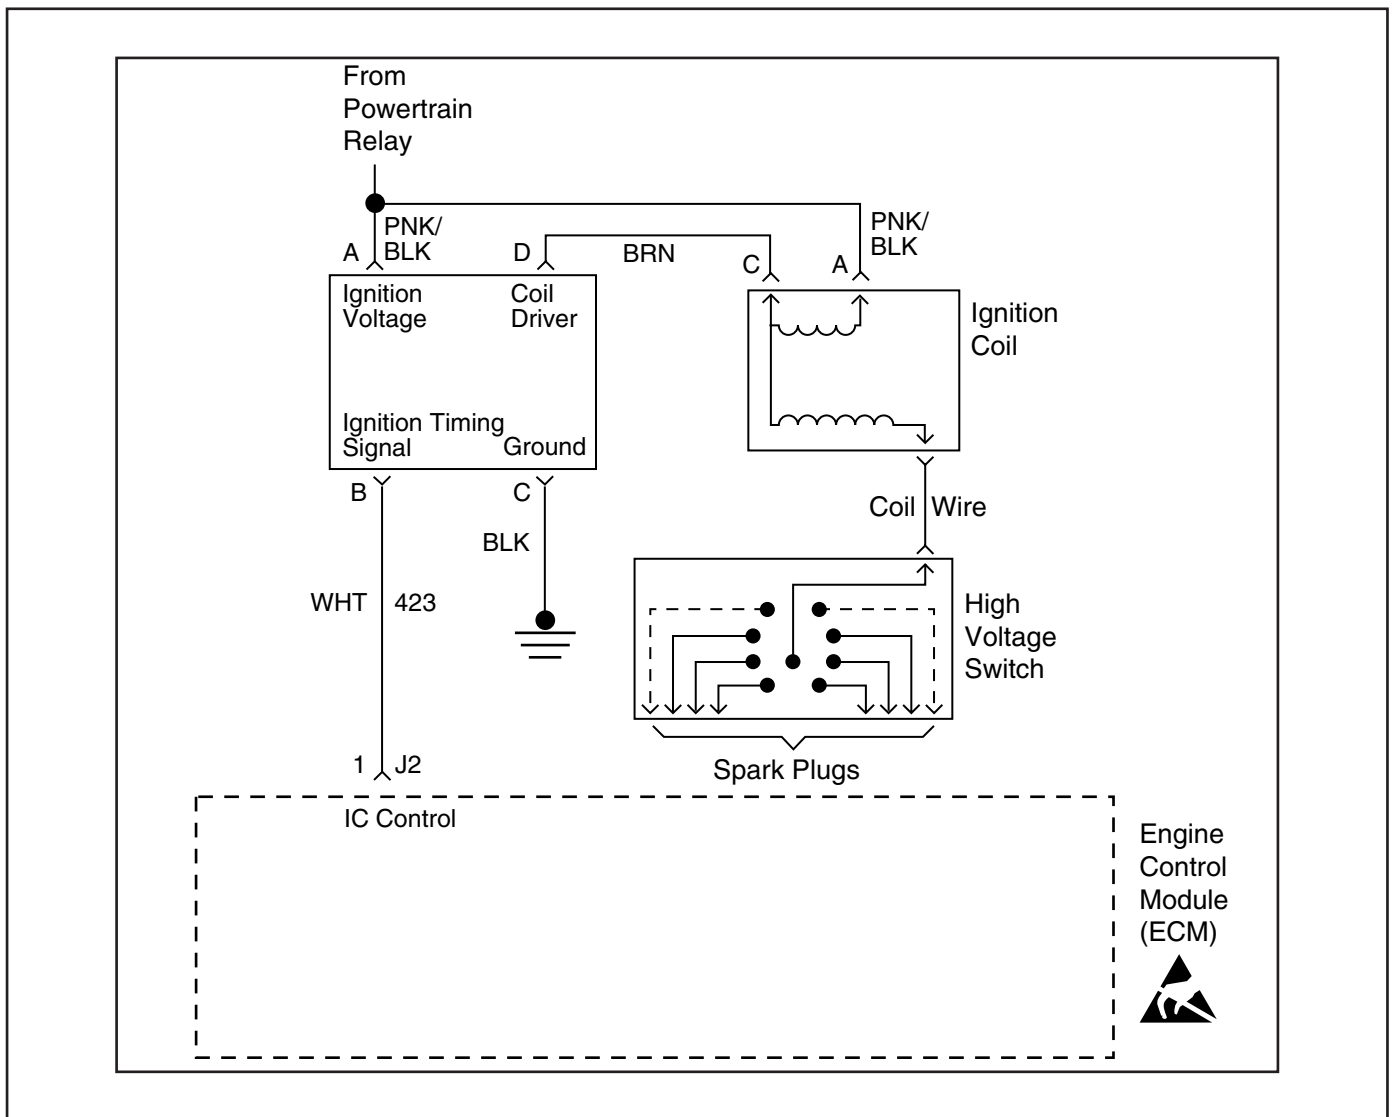 From
Powertrain
Relay
PNK/
BLK
A
D
BRN
C
A
PNK/
BLK
Ignition
Voltage
Coil
Driver
Ignition
Coil
Ignition Timing
Signal
Ground
B
C
BLK
Coil Wire
WHT 423
High
Voltage
Switch
1 J2
Spark Plugs
IC Control
Engine
Control
Module
(ECM)